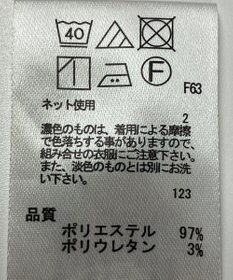 40
F
F63
ネット使用
2
濃色のものは、着用による摩擦
で色落ちする事がありますので、
組み合せの衣服にご注意下さい。
また、淡色のものとは別にお洗
い下さい。
123
品質
ポリエステル 97%
ポリウレタン 3%